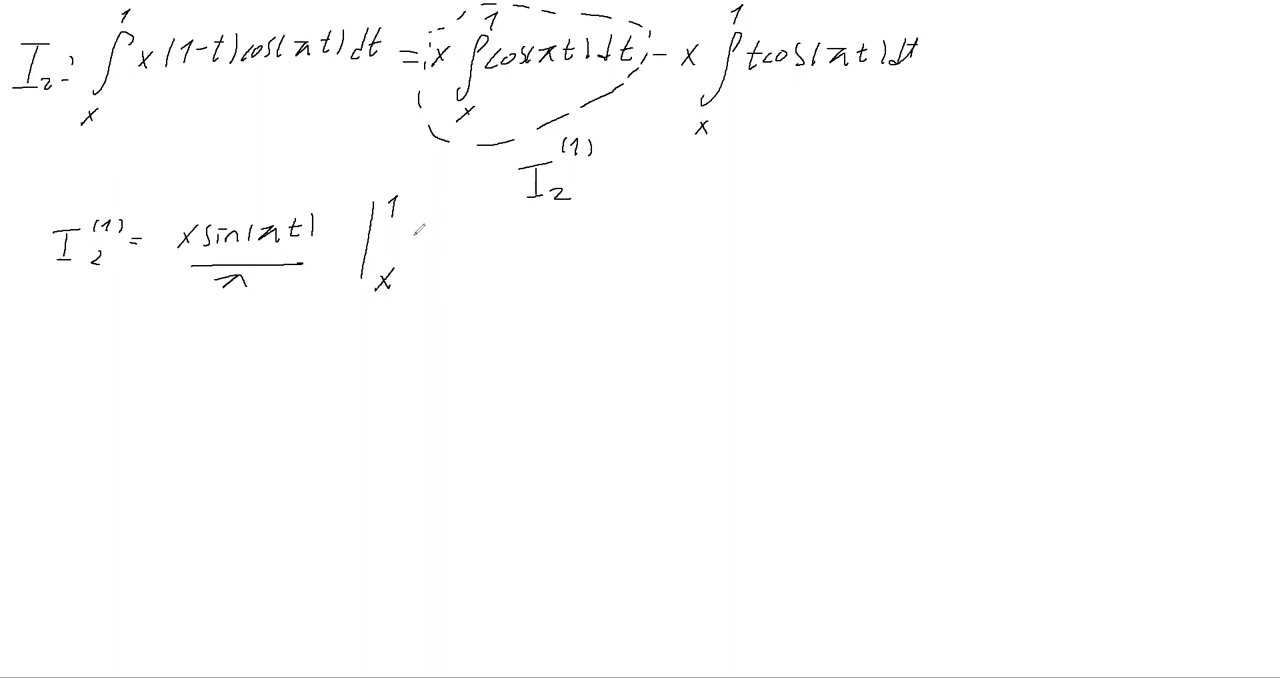 I₂ = ∫ₓ¹ x(1-t)cos(πt)dt = x ∫ₓ¹ cos(πt)dt - x ∫ₓ¹ tcos(πt)dt
I₂⁽¹⁾
I₂⁽¹⁾ = x sin(πt) / π |ₓ¹